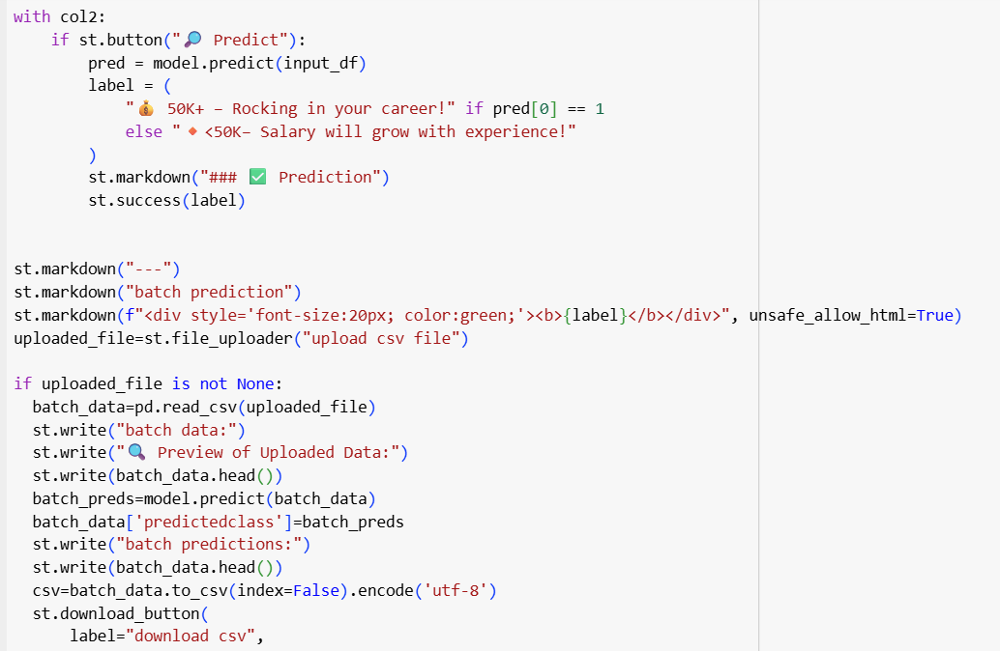 with col2:
    if st.button("🔎 Predict"):
        pred = model.predict(input_df)
        label = (
            "💰 50K+ – Rocking in your career!" if pred[0] == 1
            else "🔸<50K– Salary will grow with experience!"
        )
        st.markdown("### ✅ Prediction")
        st.success(label)
st.markdown("---")
st.markdown("batch prediction")
st.markdown(f"<div style='font-size:20px; color:green;'><b>{label}</b></div>", unsafe_allow_html=True)
uploaded_file=st.file_uploader("upload csv file")
if uploaded_file is not None:
  batch_data=pd.read_csv(uploaded_file)
  st.write("batch data:")
  st.write("🔍 Preview of Uploaded Data:")
  st.write(batch_data.head())
  batch_preds=model.predict(batch_data)
  batch_data['predictedclass']=batch_preds
  st.write("batch predictions:")
  st.write(batch_data.head())
  csv=batch_data.to_csv(index=False).encode('utf-8')
  st.download_button(
      label="download csv",